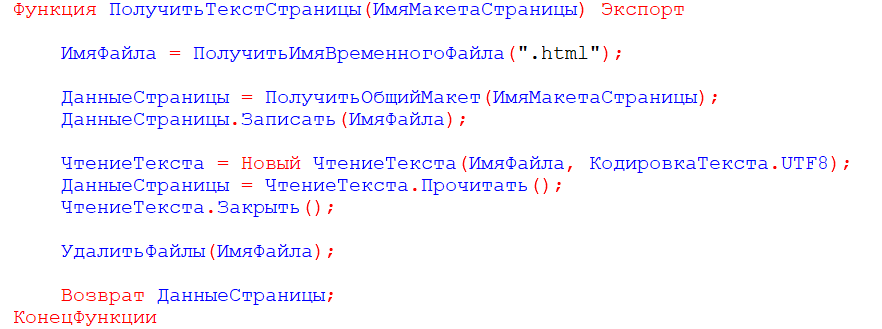 Функция ПолучитьТекстСтраницы(ИмяМакетаСтраницы) Экспорт
ИмяФайла = ПолучитьИмяВременногоФайла(".html");
ДанныеСтраницы = ПолучитьОбщийМакет(ИмяМакетаСтраницы);
ДанныеСтраницы.Записать(ИмяФайла);
ЧтениеТекста = Новый ЧтениеТекста(ИмяФайла, КодировкаТекста.UTF8);
ДанныеСтраницы = ЧтениеТекста.Прочитать();
ЧтениеТекста.Закрыть();
УдалитьФайлы(ИмяФайла);
Возврат ДанныеСтраницы;
КонецФункции